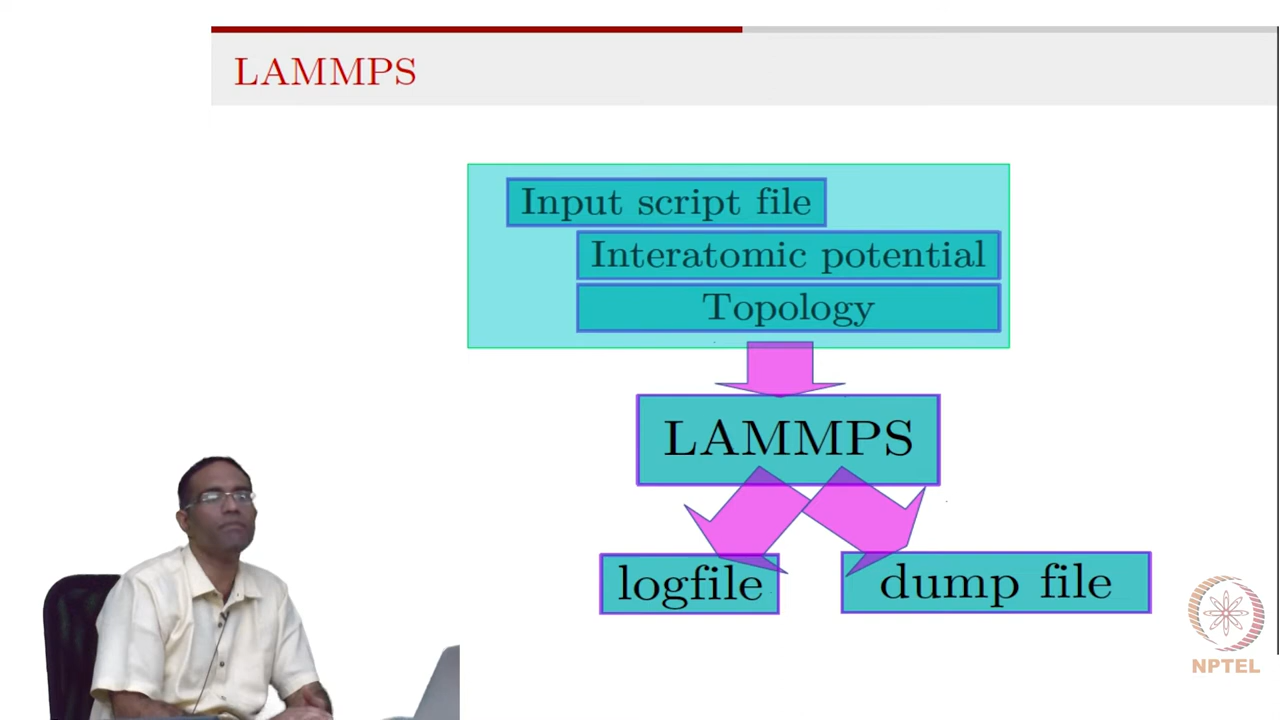 LAMMPS
Input script file
Interatomic potential
Topology
LAMMPS
logfile
dump file
NPTEL